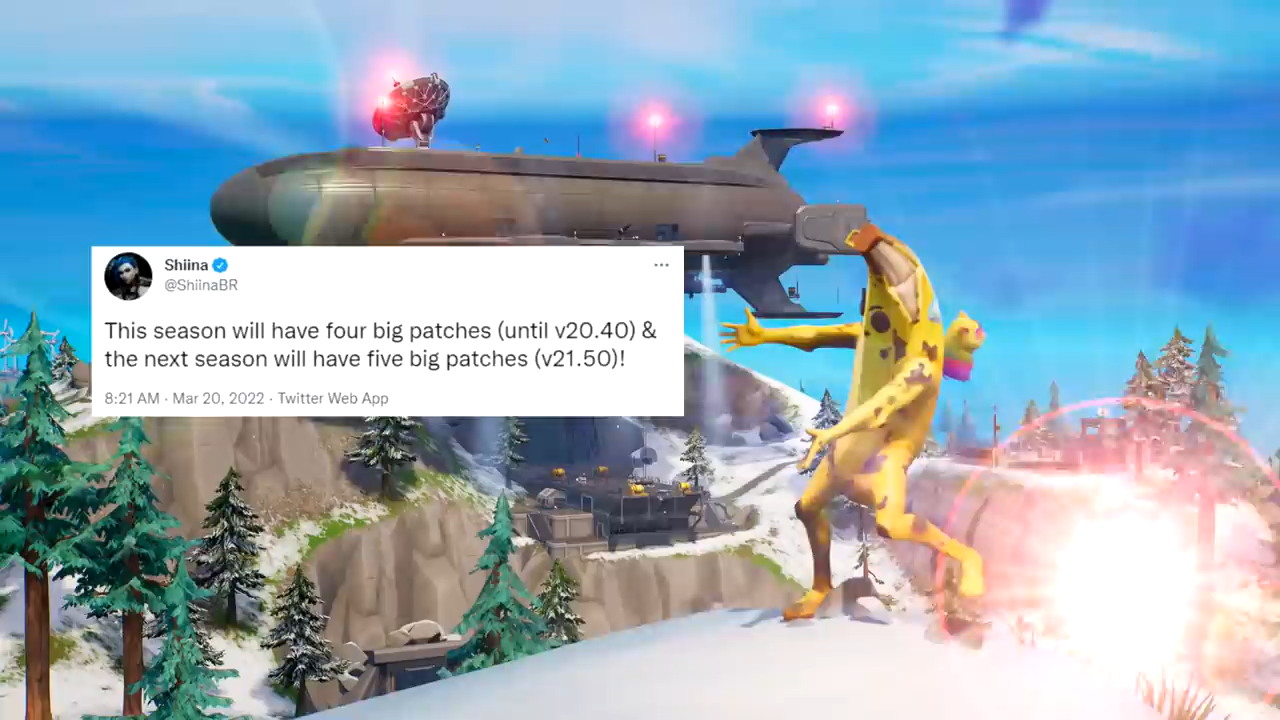 Shiina
@ShiinaBR
This season will have four big patches (until v20.40) &
the next season will have five big patches (v21.50)!
8:21 AM · Mar 20, 2022 · Twitter Web App